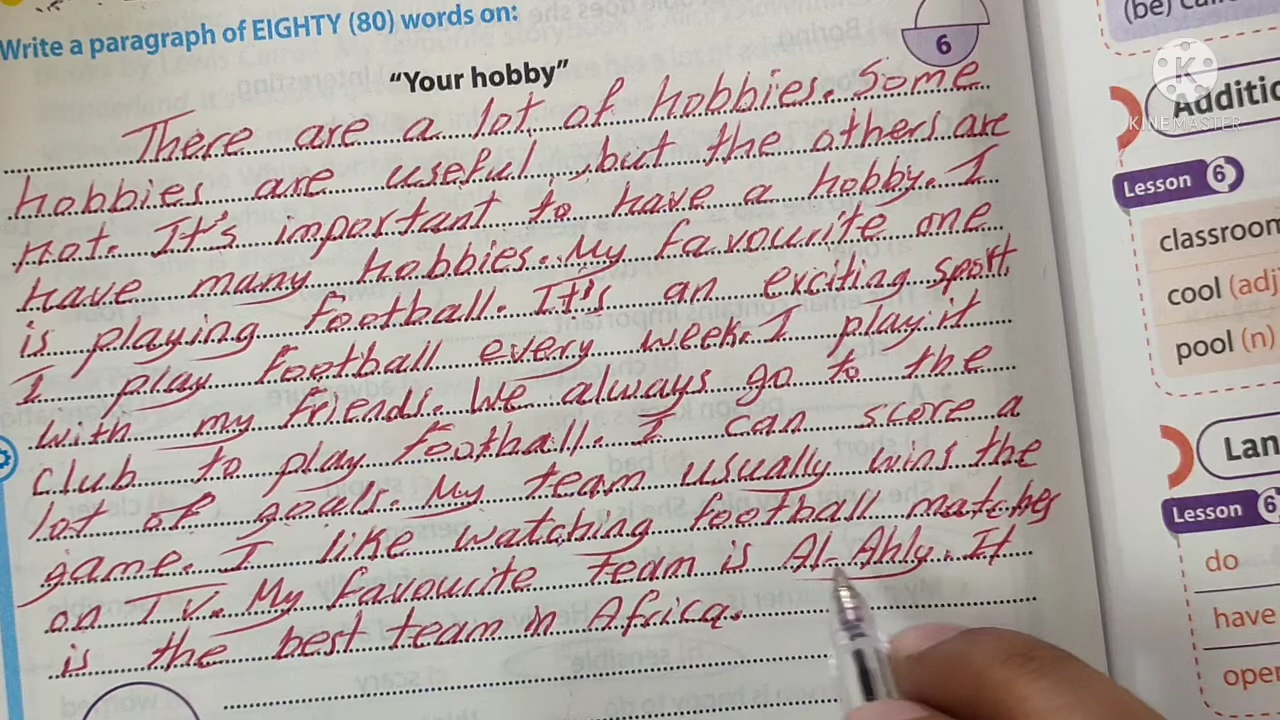 Write a paragraph of EIGHTY (80) words on:
6
"Your hobby"
There are a lot of hobbies. Some
hobbies are useful, but the others are
not. It's important to have a hobby. I
have many hobbies. My favourite one
is playing football. It's an exciting sport.
I play football every week. I play it
with my friends. We always go to the
club to play football. I can score a
lot of goals. My team usually wins the
game. I like watching football matches
on TV. My favourite team is Al-Ahly. It
is the best team in Africa.
(be)
K
KINEMASTER
Lesson 6
classroom
cool (adj
pool (n)
Lan
Lesson 6
do
have
open